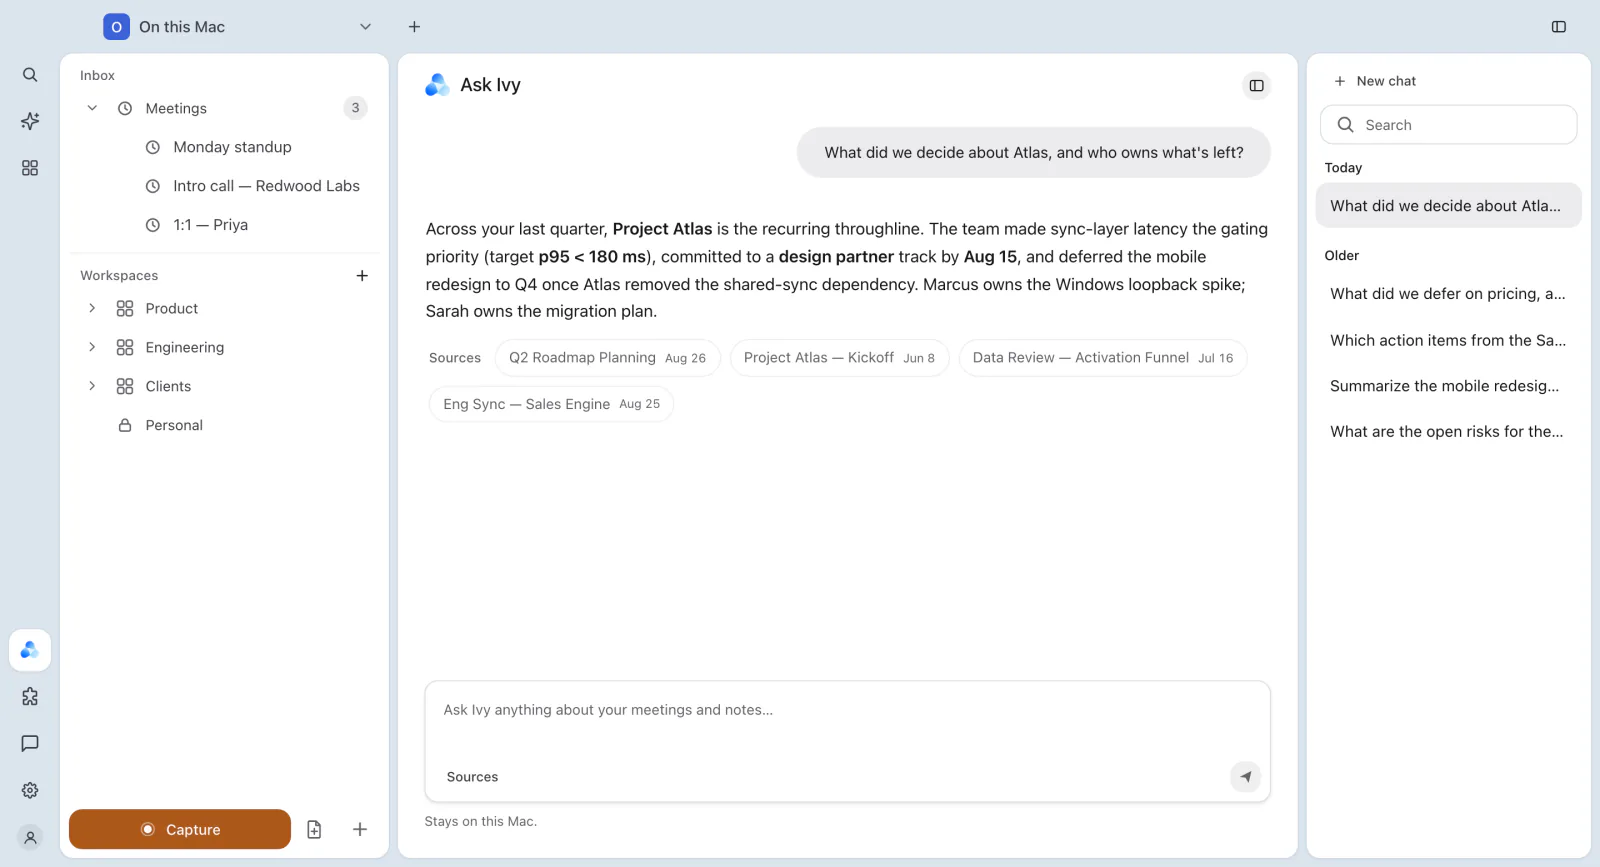 O On this Mac
Inbox
Meetings 3
Monday standup
Intro call — Redwood Labs
1:1 — Priya
Workspaces
Product
Engineering
Clients
Personal
Capture
Ask Ivy
What did we decide about Atlas, and who owns what's left?
Across your last quarter, Project Atlas is the recurring throughline. The team made sync-layer latency the gating
priority (target p95 < 180 ms), committed to a design partner track by Aug 15, and deferred the mobile
redesign to Q4 once Atlas removed the shared-sync dependency. Marcus owns the Windows loopback spike;
Sarah owns the migration plan.
Sources Q2 Roadmap Planning Aug 26 Project Atlas — Kickoff Jun 8 Data Review — Activation Funnel Jul 16
Eng Sync — Sales Engine Aug 25
Ask Ivy anything about your meetings and notes...
Sources
Stays on this Mac.
New chat
Search
Today
What did we decide about Atla...
Older
What did we defer on pricing, a...
Which action items from the Sa...
Summarize the mobile redesig...
What are the open risks for the...